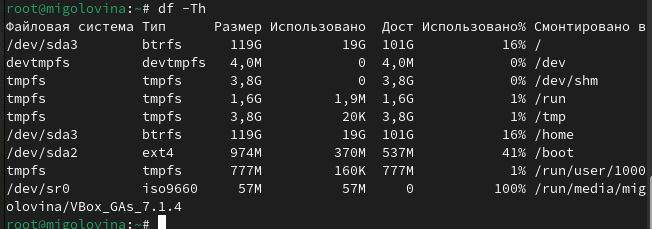 root@migolovina:~# df -Th
Файловая система Тип      Размер Использовано  Дост Использовано% Смонтировано в
/dev/sda3        btrfs      119G          19G  101G           16% /
devtmpfs         devtmpfs   4,0M            0  4,0M            0% /dev
tmpfs            tmpfs      3,8G            0  3,8G            0% /dev/shm
tmpfs            tmpfs      1,6G         1,9M  1,6G            1% /run
tmpfs            tmpfs      3,8G          20K  3,8G            1% /tmp
/dev/sda3        btrfs      119G          19G  101G           16% /home
/dev/sda2        ext4       974M         370M  537M           41% /boot
tmpfs            tmpfs      777M         160K  777M            1% /run/user/1000
/dev/sr0         iso9660     57M          57M     0          100% /run/media/mig
olovina/VBox_GAs_7.1.4
root@migolovina:~#